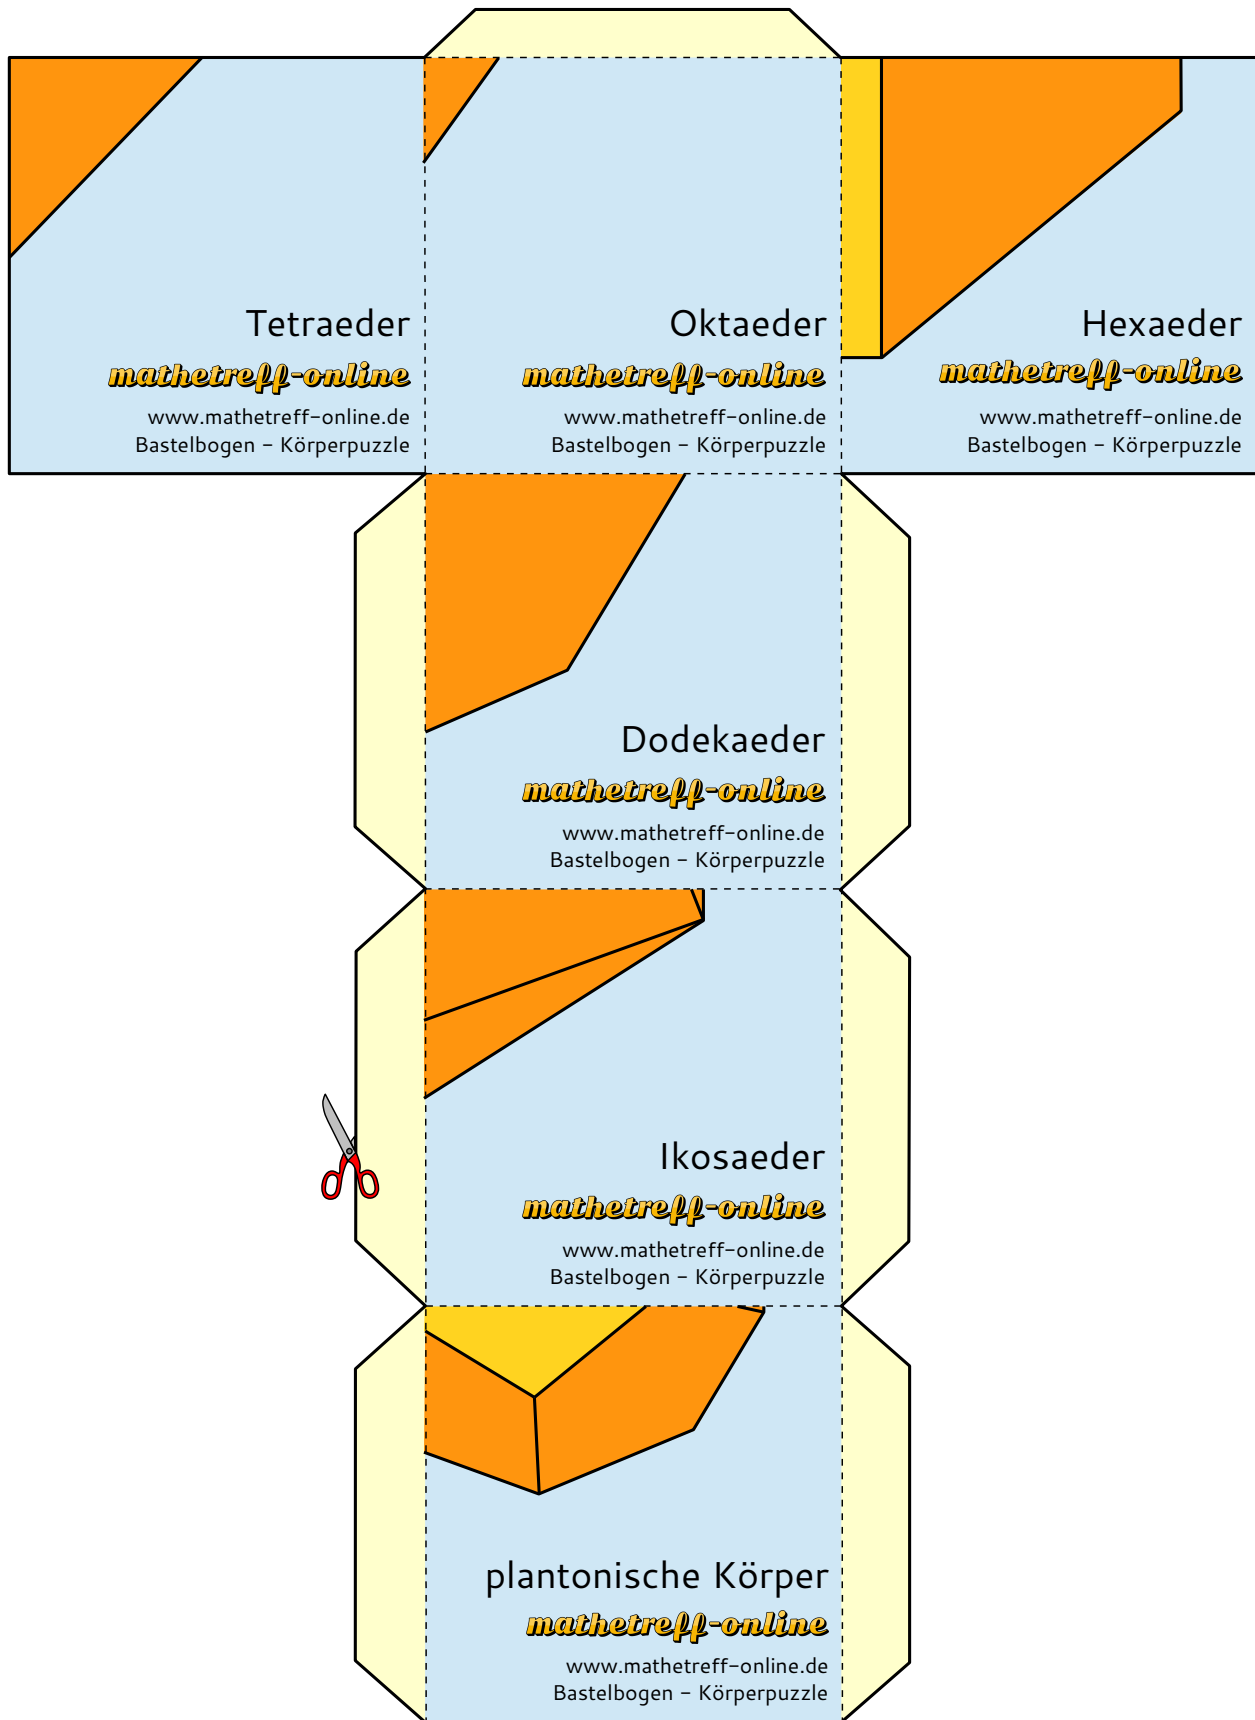 Tetraeder
mathetreff-online
www.mathetreff-online.de
Bastelbogen - Körperpuzzle
Oktaeder
mathetreff-online
www.mathetreff-online.de
Bastelbogen - Körperpuzzle
Hexaeder
mathetreff-online
www.mathetreff-online.de
Bastelbogen - Körperpuzzle
Dodekaeder
mathetreff-online
www.mathetreff-online.de
Bastelbogen - Körperpuzzle
Ikosaeder
mathetreff-online
www.mathetreff-online.de
Bastelbogen - Körperpuzzle
plantonische Körper
mathetreff-online
www.mathetreff-online.de
Bastelbogen - Körperpuzzle